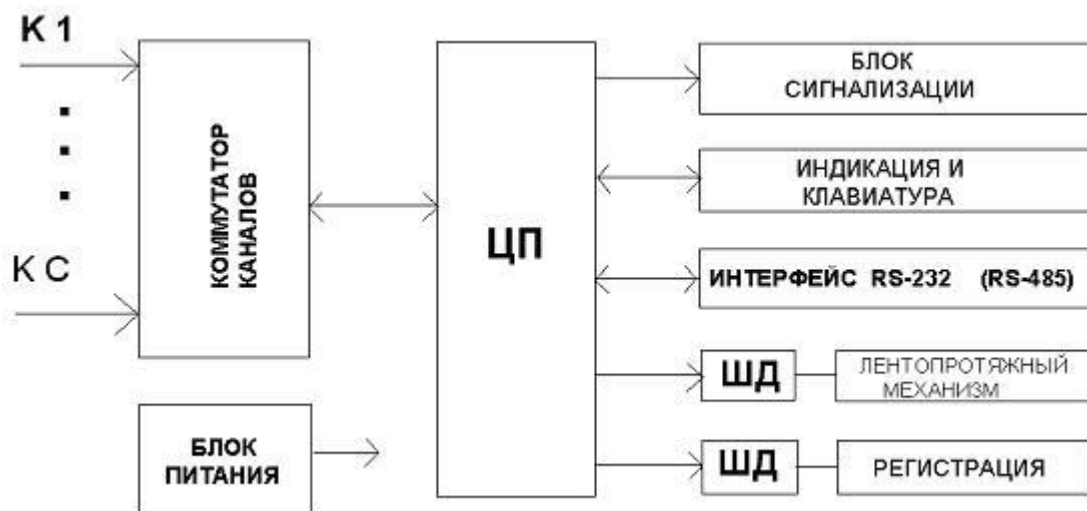 К 1
К С
КОММУТАТОР
КАНАЛОВ
БЛОК
ПИТАНИЯ
ЦП
БЛОК
СИГНАЛИЗАЦИИ
ИНДИКАЦИЯ И
КЛАВИАТУРА
ИНТЕРФЕЙС RS-232 (RS-485)
ШД
ЛЕНТОПРОТЯЖНЫЙ
МЕХАНИЗМ
ШД
РЕГИСТРАЦИЯ